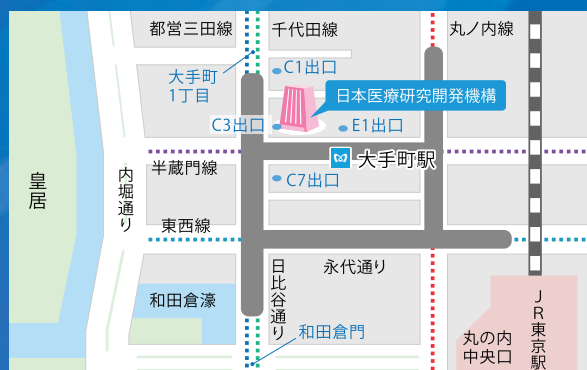 都営三田線
千代田線
丸ノ内線
C1出口
大手町
1丁目
日本医療研究開発機構
C3出口
E1出口
大手町駅
半蔵門線
C7出口
皇居
内堀通り
東西線
永代通り
日比谷通り
和田倉濠
和田倉門
丸の内
中央口
JR東京駅